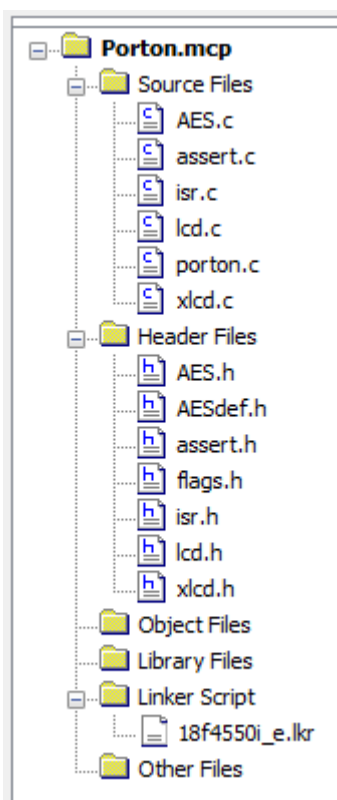 Porton.mcp
Source Files
AES.c
assert.c
isr.c
lcd.c
porton.c
xlcd.c
Header Files
AES.h
AESdef.h
assert.h
flags.h
isr.h
lcd.h
xlcd.h
Object Files
Library Files
Linker Script
18f4550i_e.lkr
Other Files